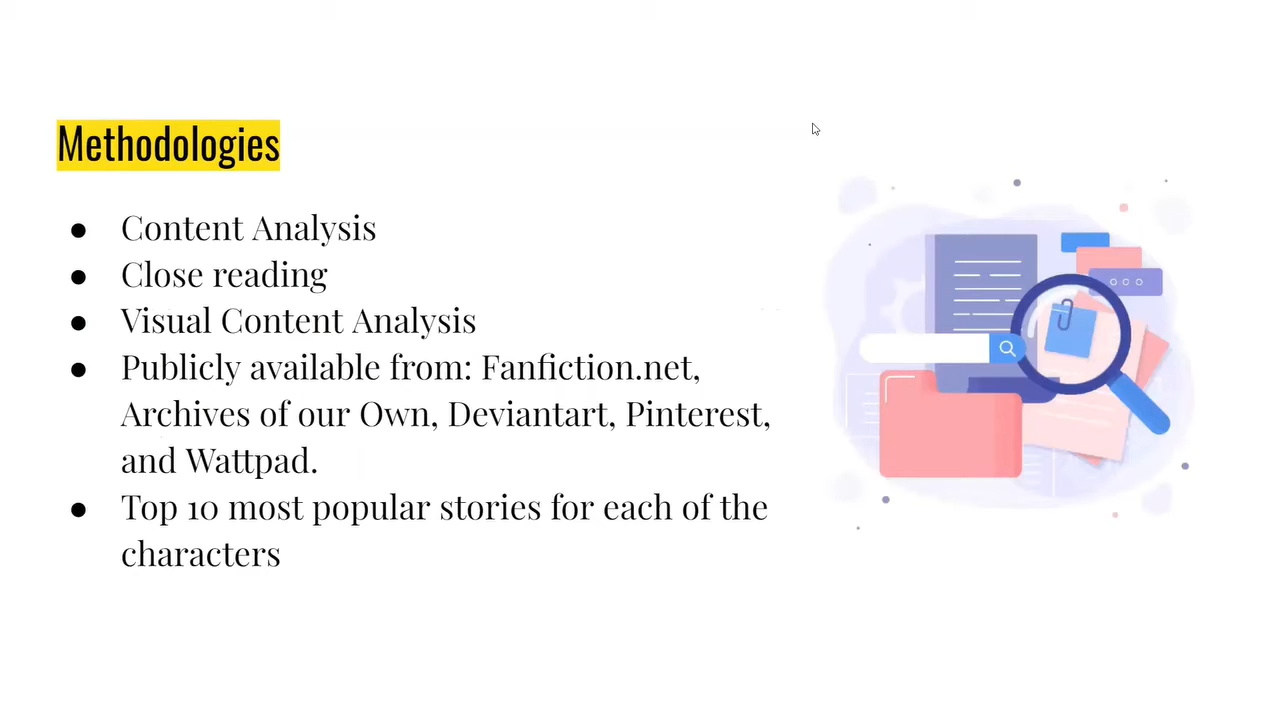 Methodologies
● Content Analysis
● Close reading
● Visual Content Analysis
● Publicly available from: Fanfiction.net,
Archives of our Own, Deviantart, Pinterest,
and Wattpad.
● Top 10 most popular stories for each of the
characters